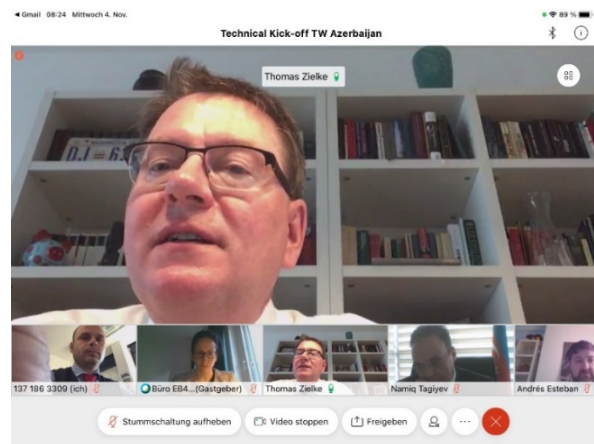 Gmail 08:24 Mittwoch 4. Nov. 89 %
Technical Kick-off TW Azerbaijan
Thomas Zielke
137 186 3309 (ich)
Büro EB4...(Gastgeber)
Thomas Zielke
Namiq Tagiyev
Andrés Esteban
Stummschaltung aufheben
Video stoppen
Freigeben